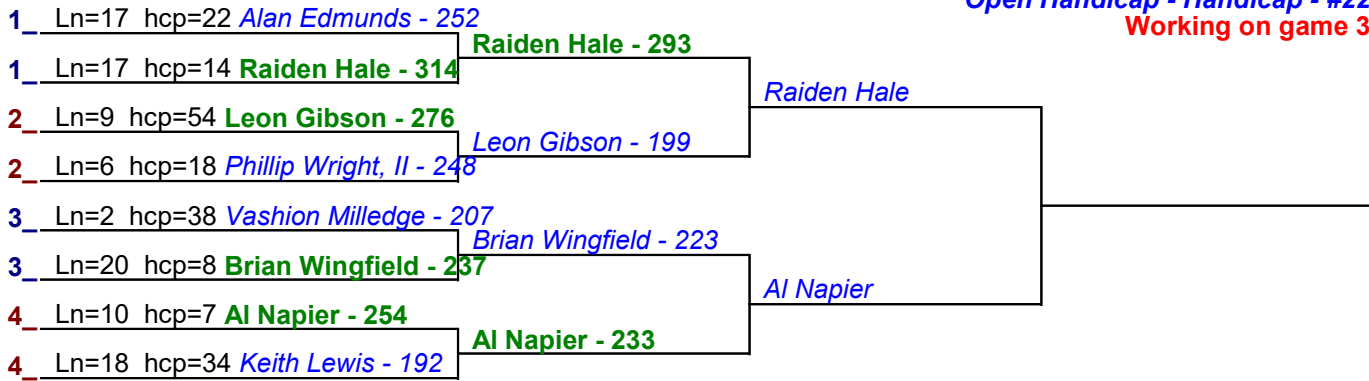 Open Handicap - Handicap - #22
Working on game 3
1_ Ln=17 hcp=22 Alan Edmunds - 252
Raiden Hale - 293
1_ Ln=17 hcp=14 Raiden Hale - 314
Raiden Hale
2_ Ln=9 hcp=54 Leon Gibson - 276
Leon Gibson - 199
2_ Ln=6 hcp=18 Phillip Wright, II - 248
3_ Ln=2 hcp=38 Vashion Milledge - 207
Brian Wingfield - 223
3_ Ln=20 hcp=8 Brian Wingfield - 237
Al Napier
4_ Ln=10 hcp=7 Al Napier - 254
Al Napier - 233
4_ Ln=18 hcp=34 Keith Lewis - 192